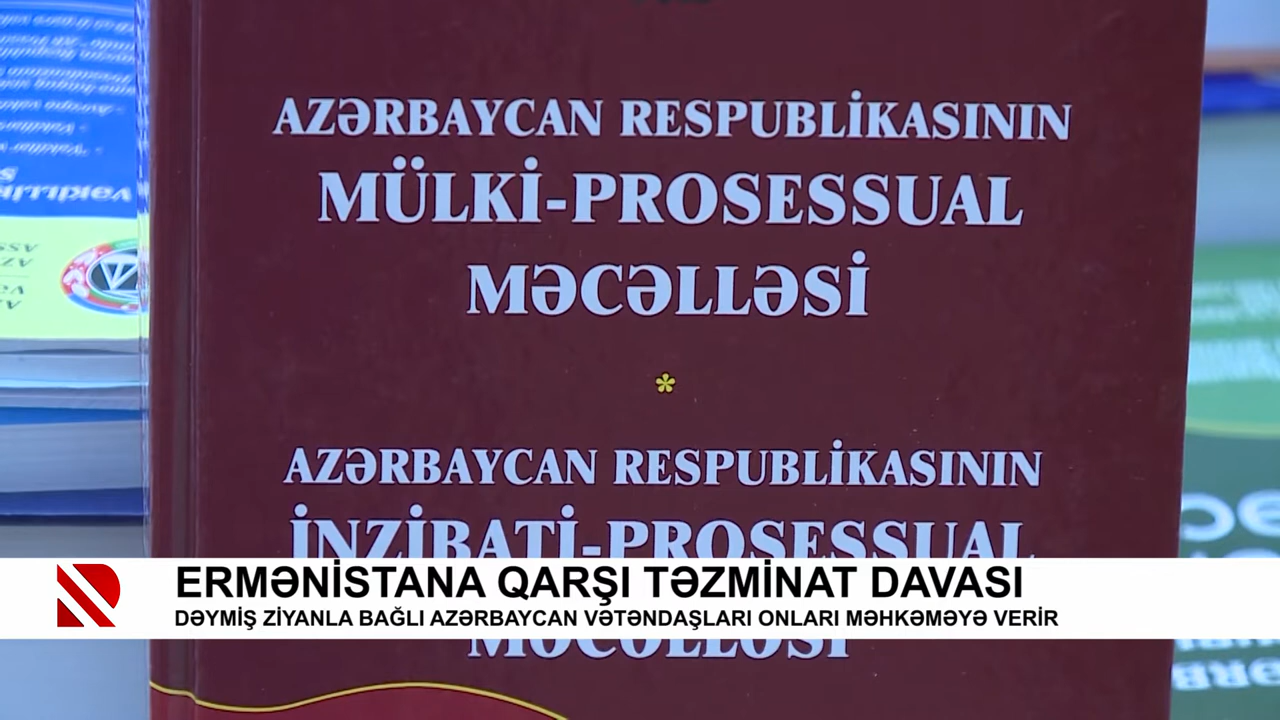 AZƏRBAYCAN RESPUBLİKASININ
MÜLKİ-PROSESSUAL
MƏCƏLLƏSİ
*
AZƏRBAYCAN RESPUBLİKASININ
İNZİBATİ-PROSESSUAL
MƏCƏLLƏSİ
ERMƏNİSTANA QARŞI TƏZMİNAT DAVASI
DƏYMİŞ ZİYANLA BAĞLI AZƏRBAYCAN VƏTƏNDAŞLARI ONLARI MƏHKƏMƏYƏ VERİR